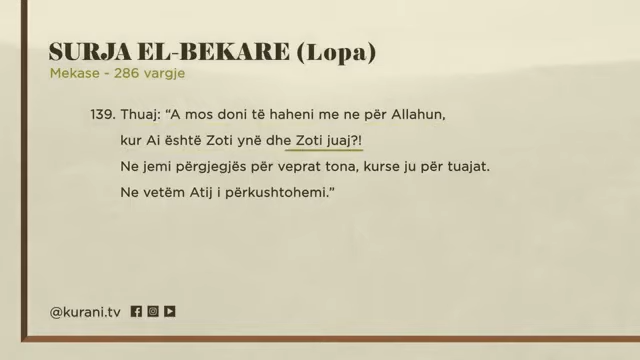 SURJA EL-BEKARE (Lopa)
Mekase - 286 vargje
139. Thuaj: “A mos doni të haheni me ne për Allahun,
kur Ai është Zoti ynë dhe Zoti juaj?!
Ne jemi përgjegjës për veprat tona, kurse ju për tuajat.
Ne vetëm Atij i përkushtohemi.”
@kurani.tv